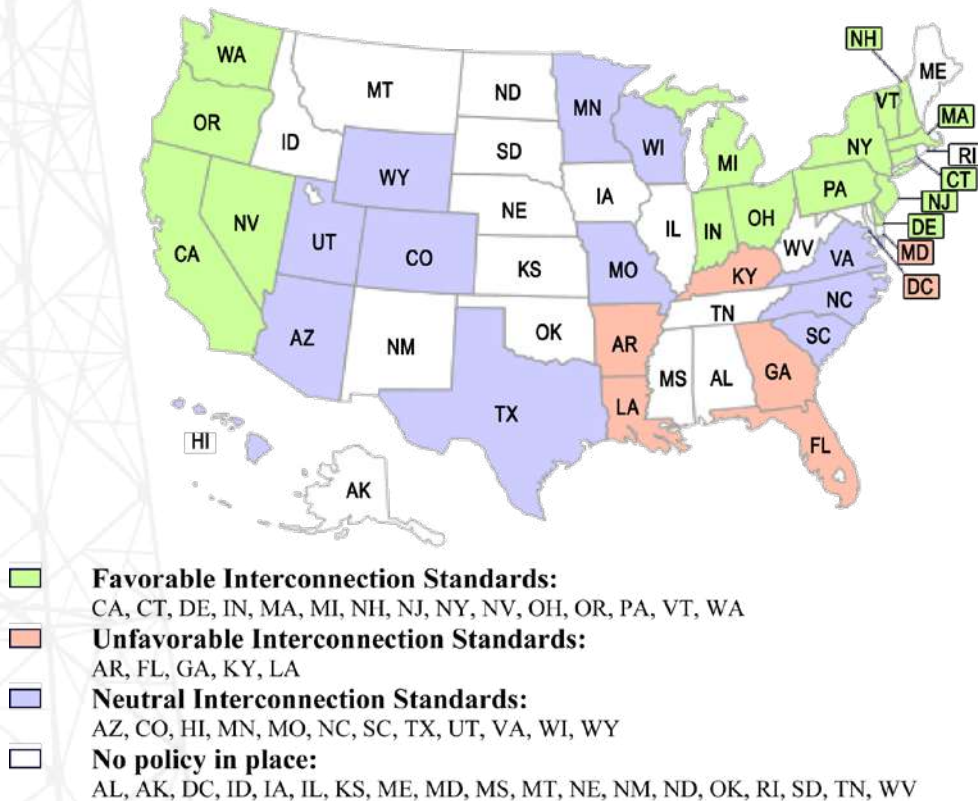 WA
NH
ME
MT
ND
VT
MN
MA
OR
ID
NY
RI
SD
WI
MI
CT
WY
PA
NJ
IA
NE
DE
NV
OH
IL
IN
MD
UT
WV
CA
CO
VA
DC
KS
MO
KY
NC
TN
AZ
OK
SC
NM
AR
MS
AL
GA
LA
TX
HI
FL
AK
Favorable Interconnection Standards:
CA, CT, DE, IN, MA, MI, NH, NJ, NY, NV, OH, OR, PA, VT, WA
Unfavorable Interconnection Standards:
AR, FL, GA, KY, LA
Neutral Interconnection Standards:
AZ, CO, HI, MN, MO, NC, SC, TX, UT, VA, WI, WY
No policy in place:
AL, AK, DC, ID, IA, IL, KS, ME, MD, MS, MT, NE, NM, ND, OK, RI, SD, TN, WV